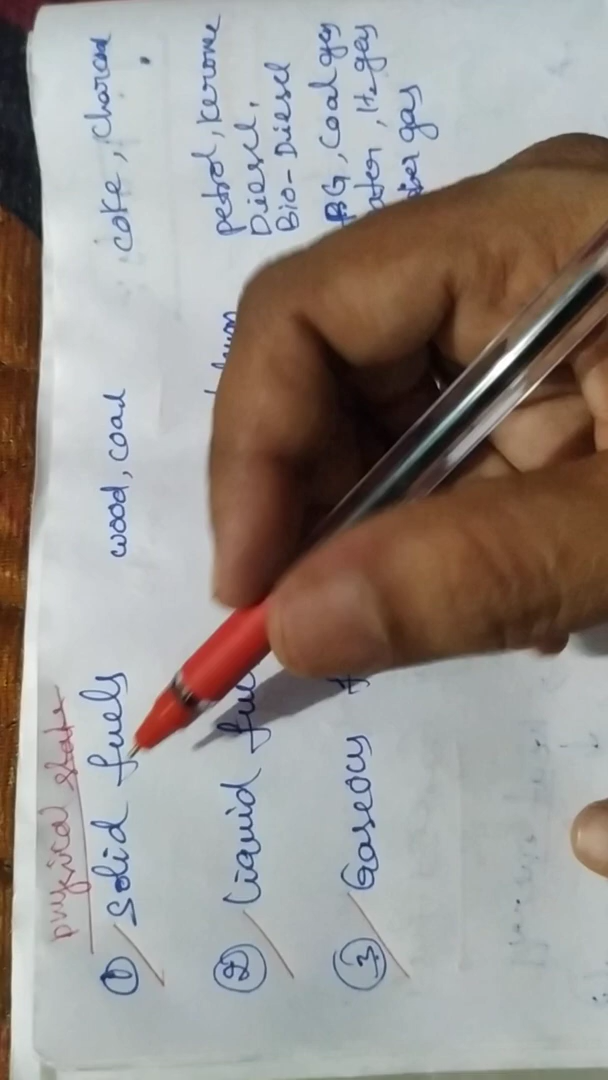 physical state
① Solid fuels wood, coal coke, charcoal
② Liquid petrol, kerosene
Diesel,
Bio-Diesel
③ Gaseous coal gas
H₂ gas
gas